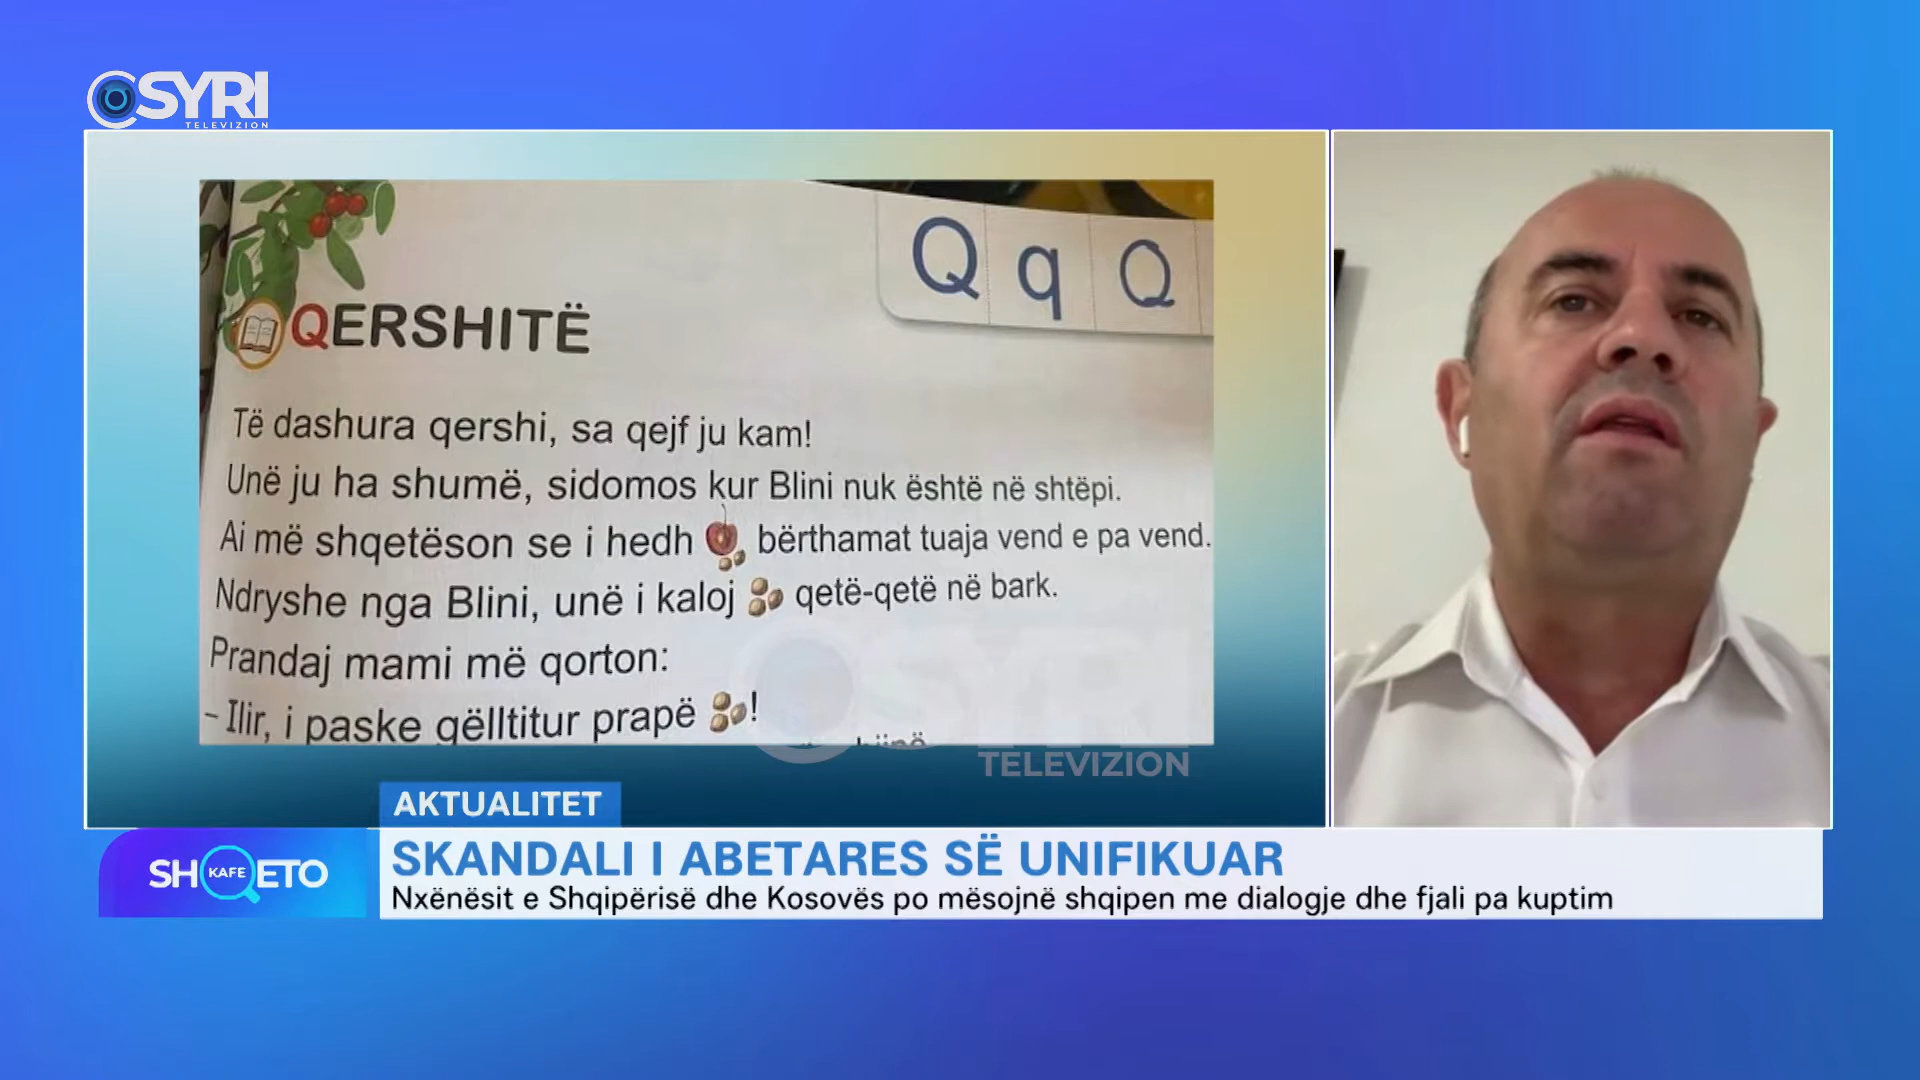 SYRI
TELEVIZION
Q q Q
QERSHITË
Të dashura qershi, sa qejf ju kam!
Unë ju ha shumë, sidomos kur Blini nuk është në shtëpi.
Ai më shqetëson se i hedh bërthamat tuaja vend e pa vend.
Ndryshe nga Blini, unë i kaloj qetë-qetë në bark.
Prandaj mami më qorton:
– Ilir, i paske gëlltitur prapë !
SYRI
TELEVIZION
AKTUALITET
SHQETO
KAFE
SKANDALI I ABETARES SË UNIFIKUAR
Nxënësit e Shqipërisë dhe Kosovës po mësojnë shqipen me dialogje dhe fjali pa kuptim